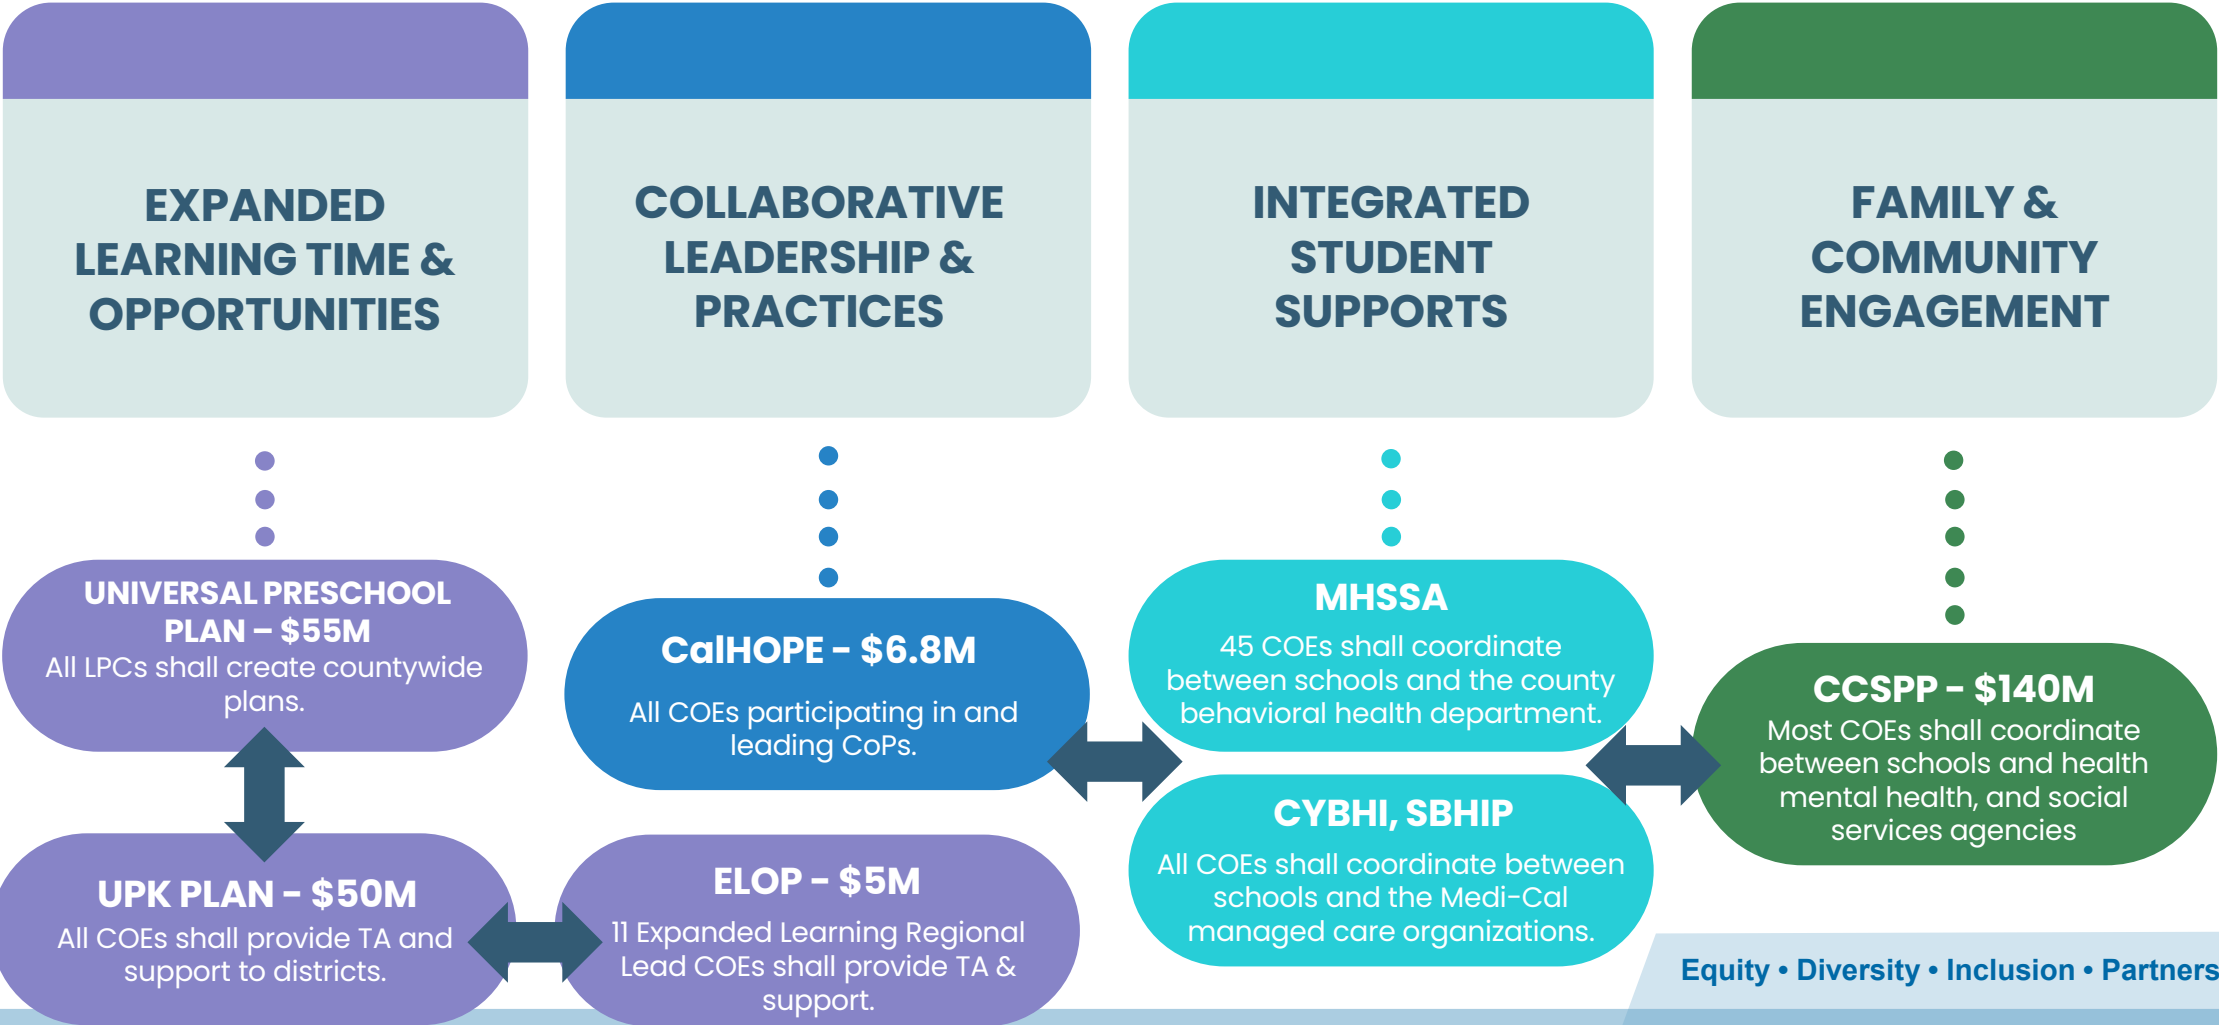 EXPANDED
LEARNING TIME &
OPPORTUNITIES
COLLABORATIVE
LEADERSHIP &
PRACTICES
INTEGRATED
STUDENT
SUPPORTS
FAMILY &
COMMUNITY
ENGAGEMENT
UNIVERSAL PRESCHOOL
PLAN – $55M
All LPCs shall create countywide
plans.
UPK PLAN – $50M
All COEs shall provide TA and
support to districts.
CalHOPE – $6.8M
All COEs participating in and
leading CoPs.
ELOP – $5M
11 Expanded Learning Regional
Lead COEs shall provide TA &
support.
MHSSA
45 COEs shall coordinate
between schools and the county
behavioral health department.
CYBHI, SBHIP
All COEs shall coordinate between
schools and the Medi-Cal
managed care organizations.
CCSPP – $140M
Most COEs shall coordinate
between schools and health
mental health, and social
services agencies
Equity • Diversity • Inclusion • Partners